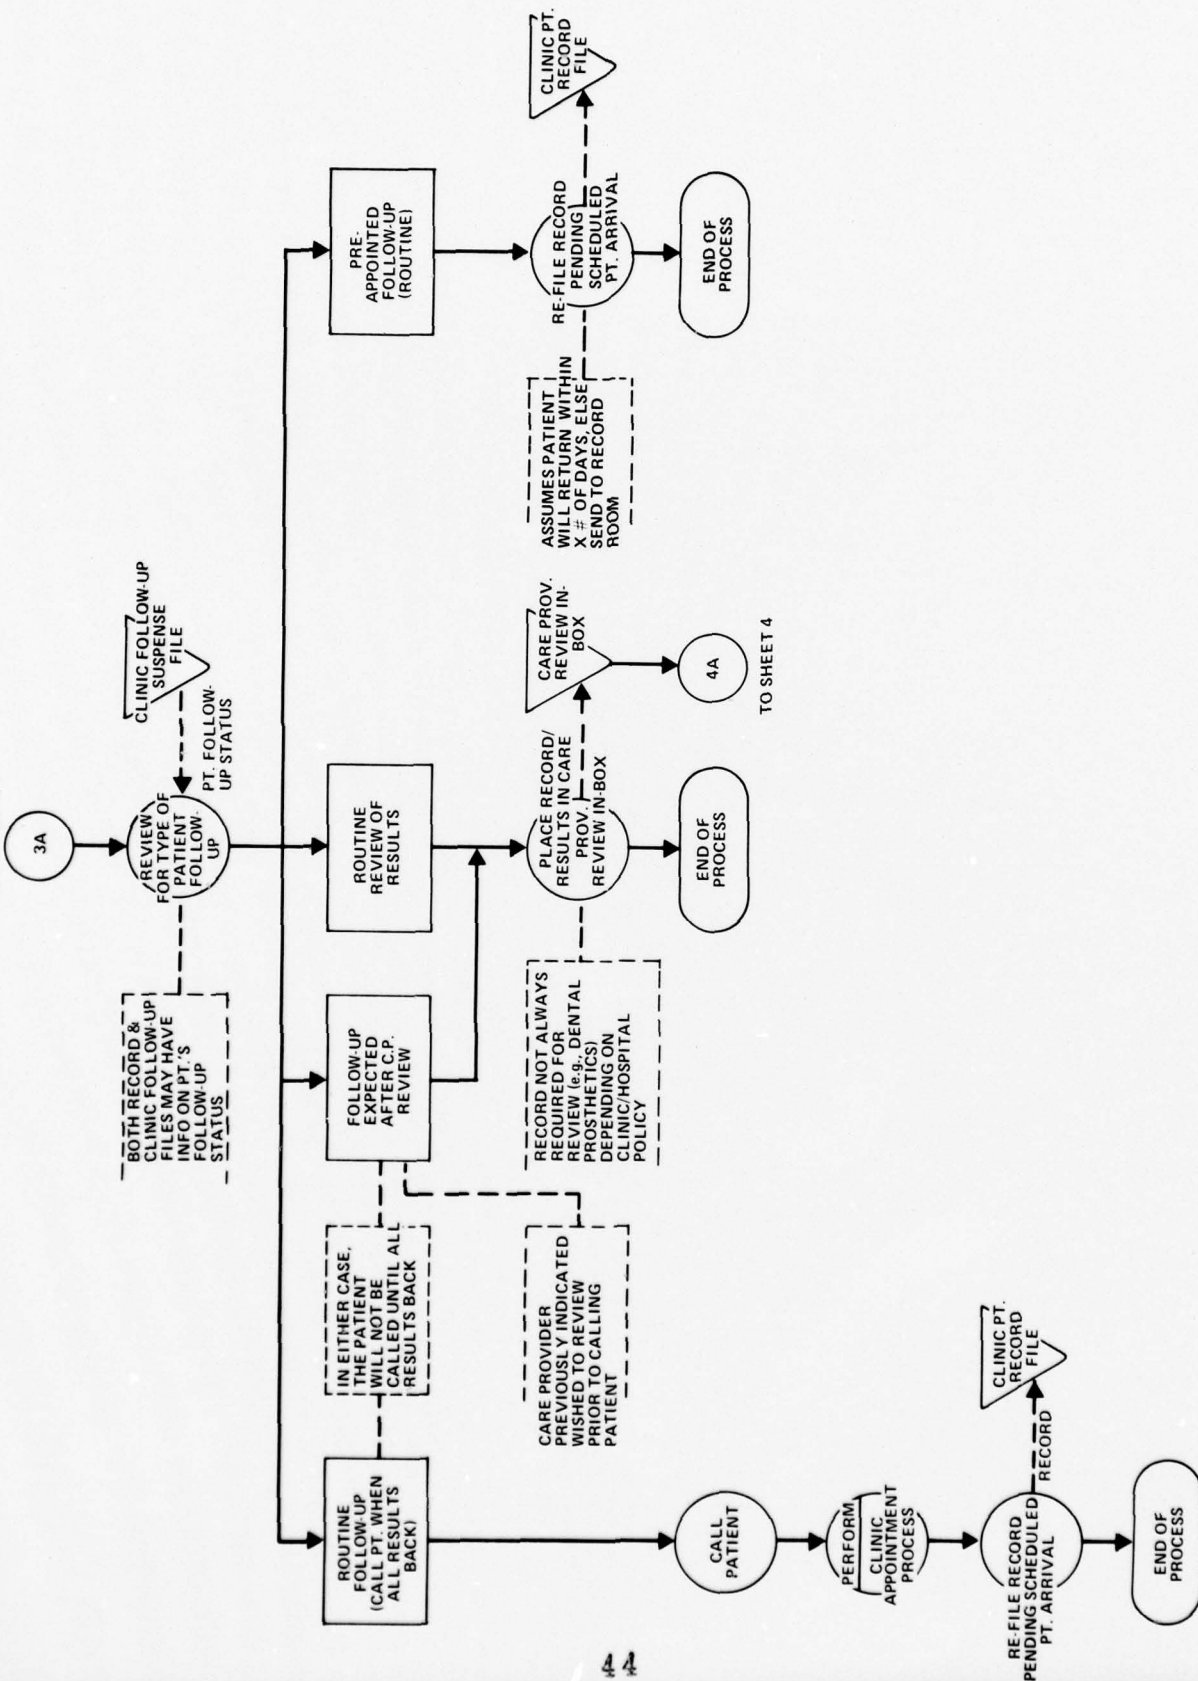 3A
REVIEW
FOR TYPE OF
PATIENT
FOLLOW-
UP
CLINIC FOLLOW-UP
SUSPENSE
FILE
PT. FOLLOW-
UP STATUS
BOTH RECORD &
CLINIC FOLLOW-UP
FILES MAY HAVE
INFO ON PT.'S
FOLLOW-UP
STATUS
ROUTINE
FOLLOW-UP
(CALL PT. WHEN
ALL RESULTS
BACK)
IN EITHER CASE,
THE PATIENT
WILL NOT BE
CALLED UNTIL ALL
RESULTS BACK
FOLLOW-UP
EXPECTED
AFTER C.P.
REVIEW
ROUTINE
REVIEW OF
RESULTS
PRE-
APPOINTED
FOLLOW-UP
(ROUTINE)
CARE PROVIDER
PREVIOUSLY INDICATED
WISHED TO REVIEW
PRIOR TO CALLING
PATIENT
RECORD NOT ALWAYS
REQUIRED FOR
REVIEW (e.g., DENTAL
PROSTHETICS)
DEPENDING ON
CLINIC/HOSPITAL
POLICY
PLACE RECORD/
RESULTS IN CARE
PROV.
REVIEW IN-BOX
CARE PROV.
REVIEW IN-
BOX
ASSUMES PATIENT
WILL RETURN WITHIN
X # OF DAYS, ELSE
SEND TO RECORD
ROOM
RE-FILE RECORD
PENDING
SCHEDULED
PT. ARRIVAL
CLINIC PT.
RECORD
FILE
CALL
PATIENT
END OF
PROCESS
4A
TO SHEET 4
END OF
PROCESS
PERFORM
CLINIC
APPOINTMENT
PROCESS
RE-FILE RECORD
PENDING SCHEDULED
PT. ARRIVAL
RECORD
CLINIC PT.
RECORD
FILE
END OF
PROCESS
44